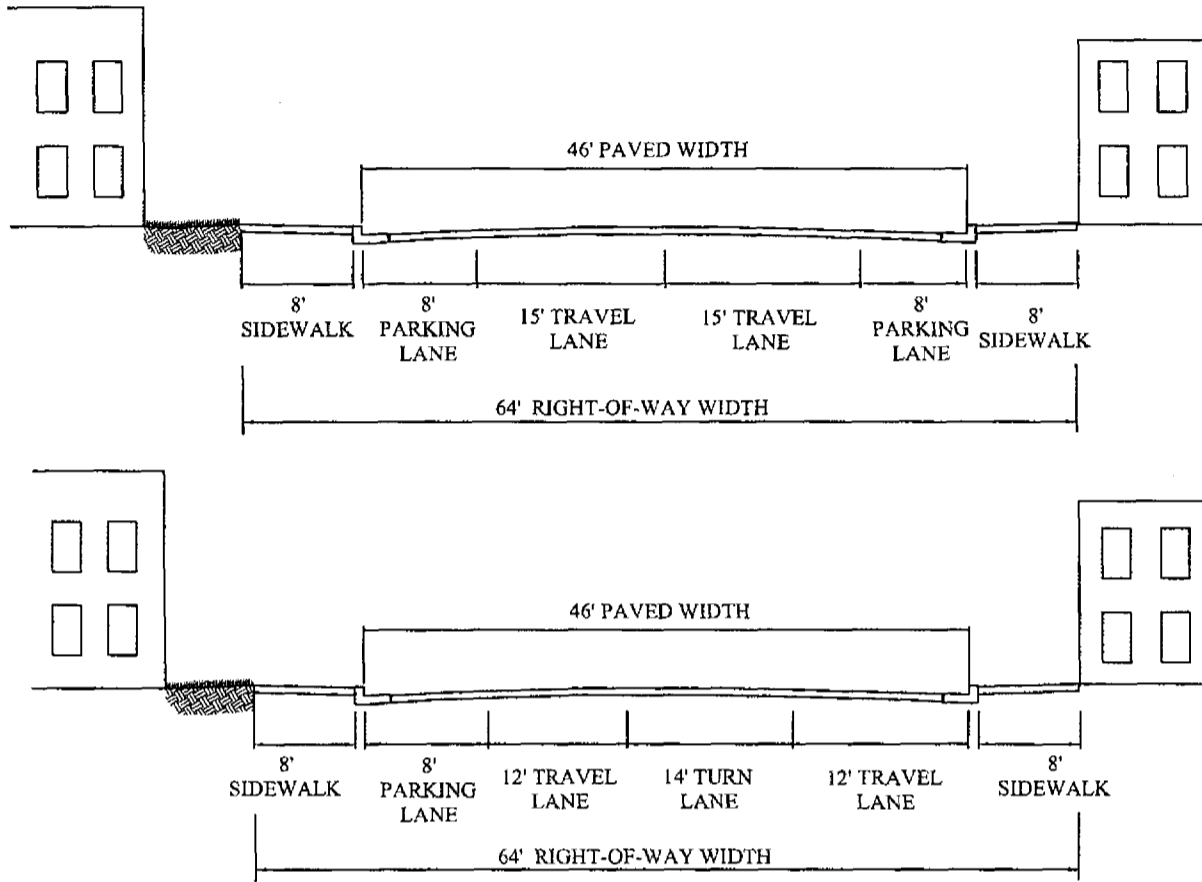 46' PAVED WIDTH
8'
SIDEWALK
8'
PARKING
LANE
15' TRAVEL
LANE
15' TRAVEL
LANE
8'
PARKING
LANE
8'
SIDEWALK
64' RIGHT-OF-WAY WIDTH
46' PAVED WIDTH
8'
SIDEWALK
8'
PARKING
LANE
12' TRAVEL
LANE
14' TURN
LANE
12' TRAVEL
LANE
8'
SIDEWALK
64' RIGHT-OF-WAY WIDTH